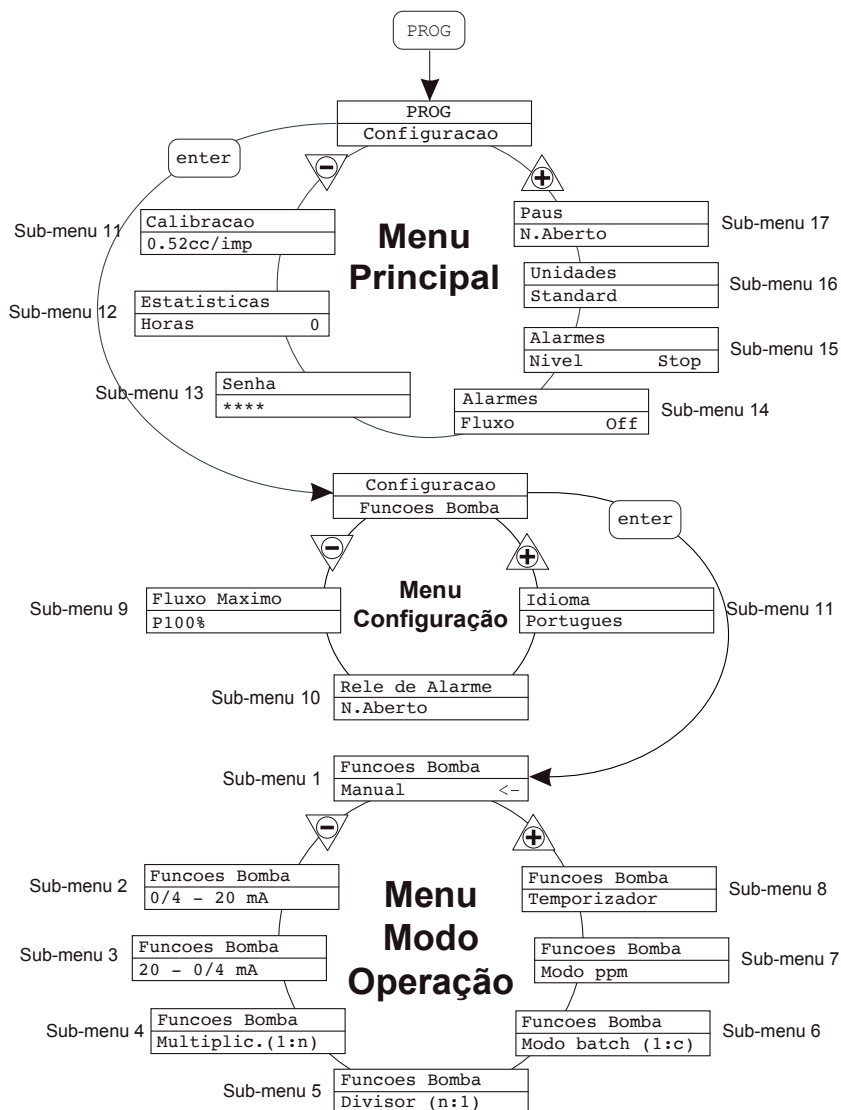 PROG
PROG
Configuracao
enter
Sub-menu 11
Calibracao
0.52cc/imp
Menu
Principal
Paus
N.Aberto
Sub-menu 17
Unidades
Standard
Sub-menu 16
Sub-menu 12
Estatisticas
Horas 0
Alarmes
Nivel Stop
Sub-menu 15
Sub-menu 13
Senha
****
Alarmes
Fluxo Off
Sub-menu 14
Configuracao
Funcoes Bomba
enter
Sub-menu 9
Fluxo Maximo
P100%
Menu
Configuração
Idioma
Portugues
Sub-menu 11
Sub-menu 10
Rele de Alarme
N.Aberto
Sub-menu 1
Funcoes Bomba
Manual <-
Sub-menu 2
Funcoes Bomba
0/4 - 20 mA
Menu
Modo
Operação
Funcoes Bomba
Temporizador
Sub-menu 8
Sub-menu 3
Funcoes Bomba
20 - 0/4 mA
Funcoes Bomba
Modo ppm
Sub-menu 7
Sub-menu 4
Funcoes Bomba
Multiplic.(1:n)
Funcoes Bomba
Modo batch (1:c)
Sub-menu 6
Sub-menu 5
Funcoes Bomba
Divisor (n:1)